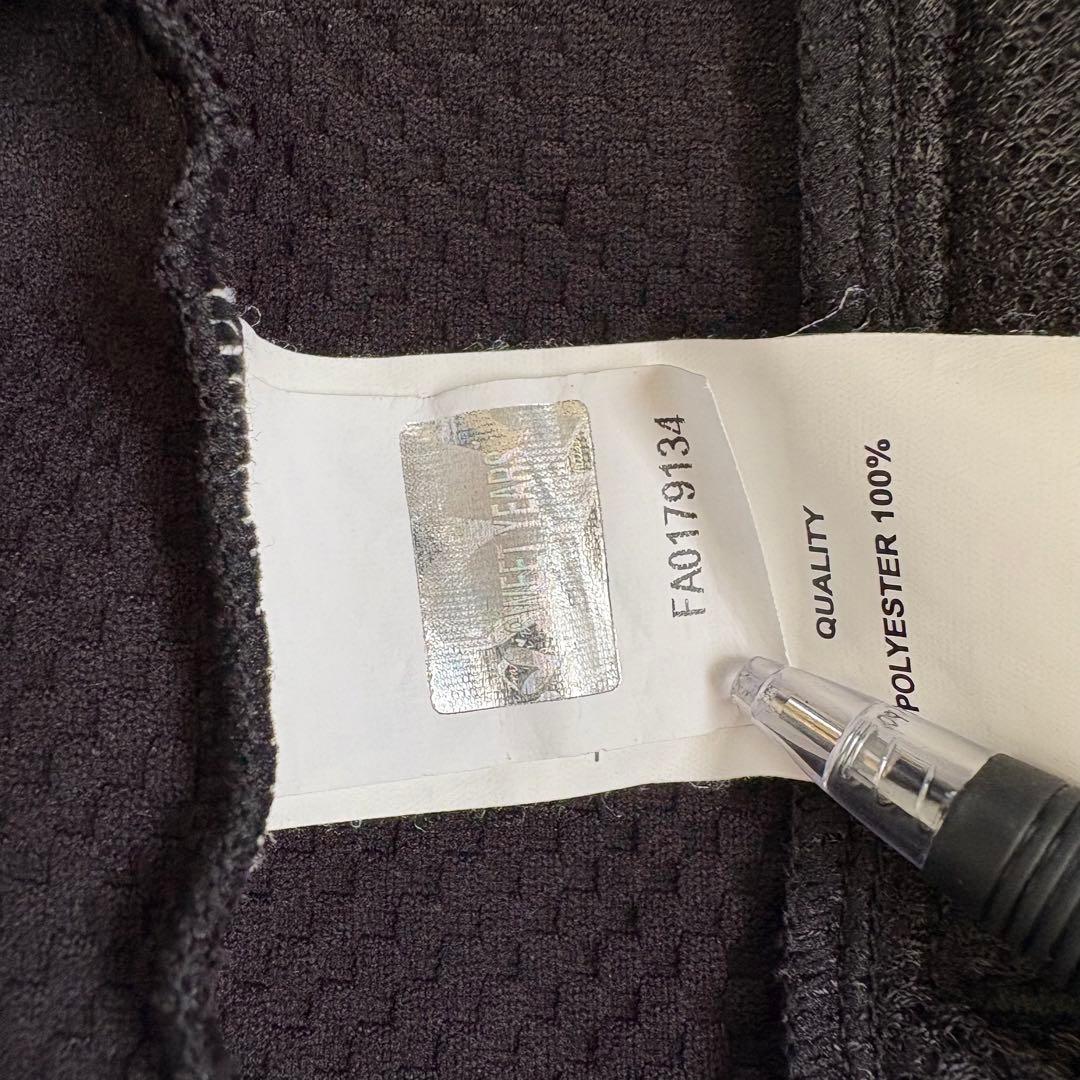 SWEET YEARS
FA0179134
QUALITY
POLYESTER 100%